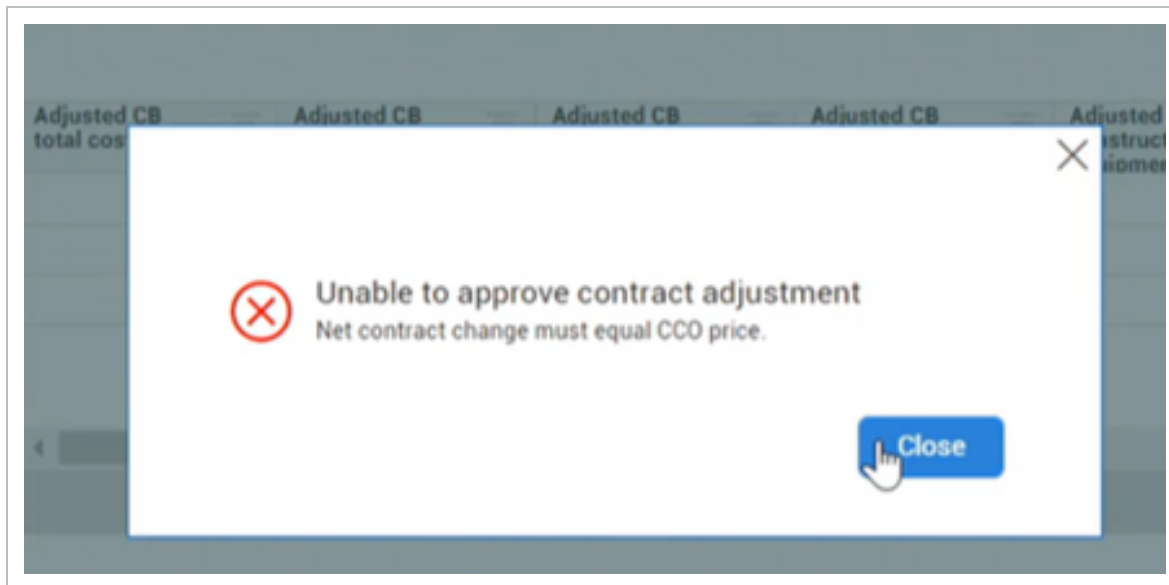 Adjusted CB
total cos
Adjusted CB
Adjusted CB
Adjusted CB
Adjusted
Unable to approve contract adjustment
Net contract change must equal CCO price.
Close